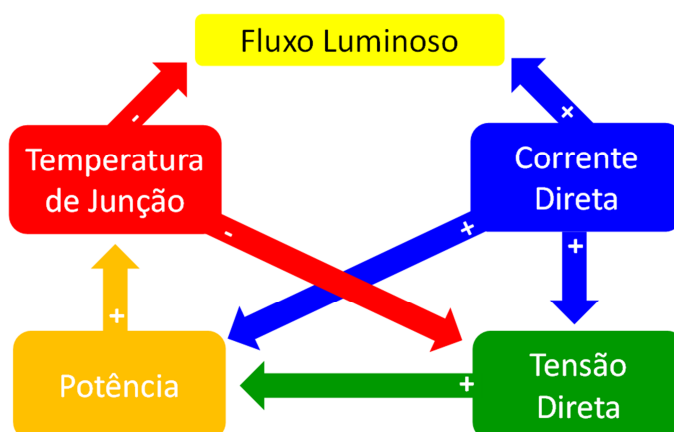 Fluxo Luminoso
-
+
Temperatura
de Junção
Corrente
Direta
-
+
+
+
Potência
+
Tensão
Direta